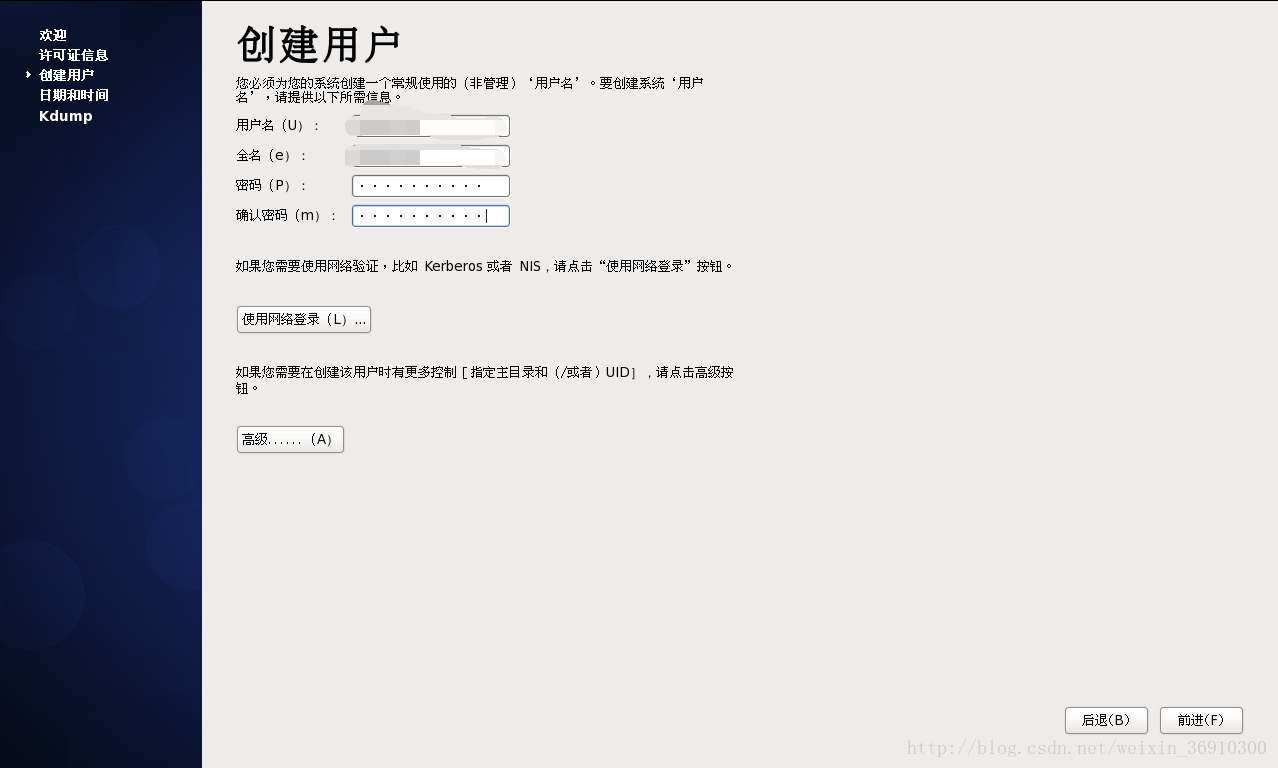 欢迎
许可证信息
创建用户
日期和时间
Kdump
创建用户
您必须为您的系统创建一个常规使用的（非管理）‘用户名’。要创建系统‘用户
名’，请提供以下所需信息。
用户名（U）：
全名（e）：
密码（P）：
确认密码（m）：
如果您需要使用网络验证，比如 Kerberos 或者 NIS，请点击“使用网络登录”按钮。
使用网络登录（L）...
如果您需要在创建该用户时有更多控制［指定主目录和（/或者）UID］，请点击高级按
钮。
高级......（A）
后退(B)
前进(F)
http://blog.csdn.net/weixin_36910300